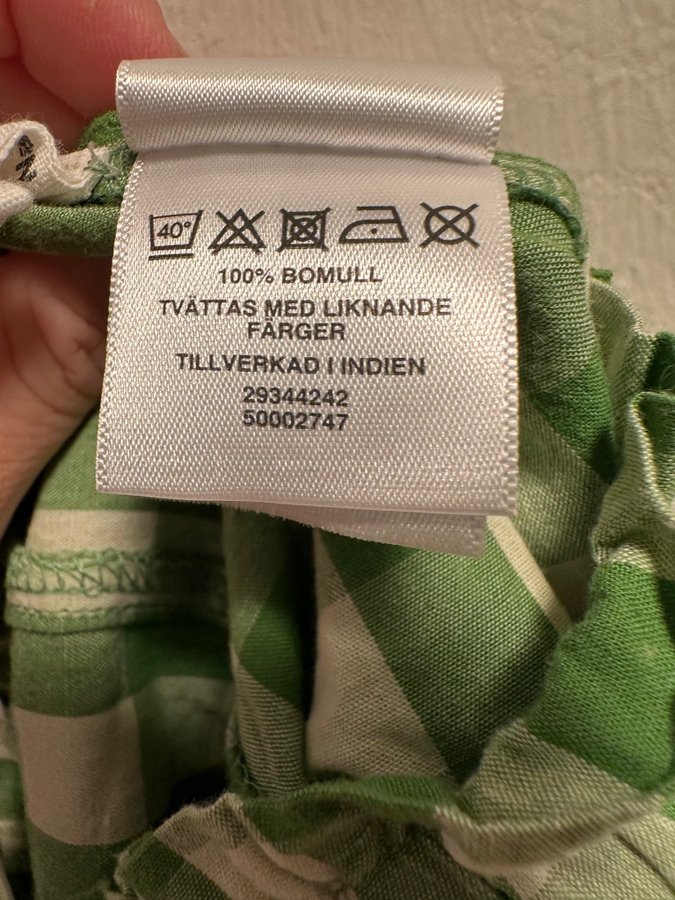 40°
100% BOMULL
TVÄTTAS MED LIKNANDE
FÄRGER
TILLVERKAD I INDIEN
29344242
50002747